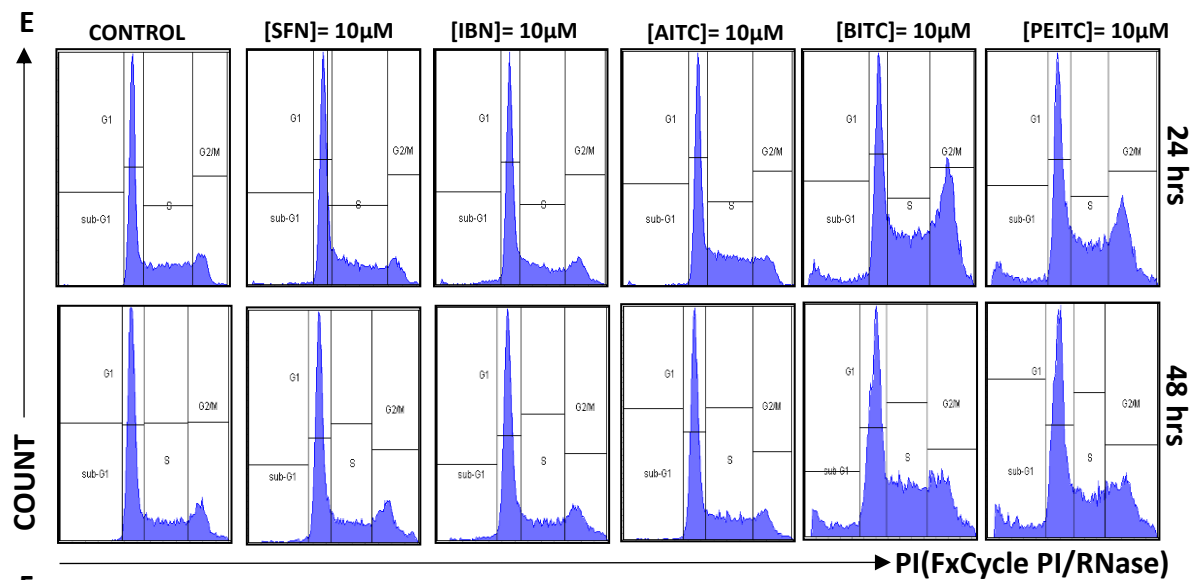 E
CONTROL
[SFN]= 10µM
[IBN]= 10µM
[AITC]= 10µM
[BITC]= 10µM
[PEITC]= 10µM
G1
G2/M
sub-G1
S
G1
G2/M
sub-G1
S
G1
G2/M
sub-G1
S
G1
G2/M
sub-G1
S
G1
G2/M
sub-G1
S
G1
G2/M
sub-G1
S
24 hrs
G1
G2/M
sub-G1
S
G1
G2/M
sub-G1
S
G1
G2/M
sub-G1
S
G1
G2/M
sub-G1
S
G1
G2/M
sub-G1
S
G1
G2/M
sub-G1
S
48 hrs
COUNT
PI(FxCycle PI/RNase)